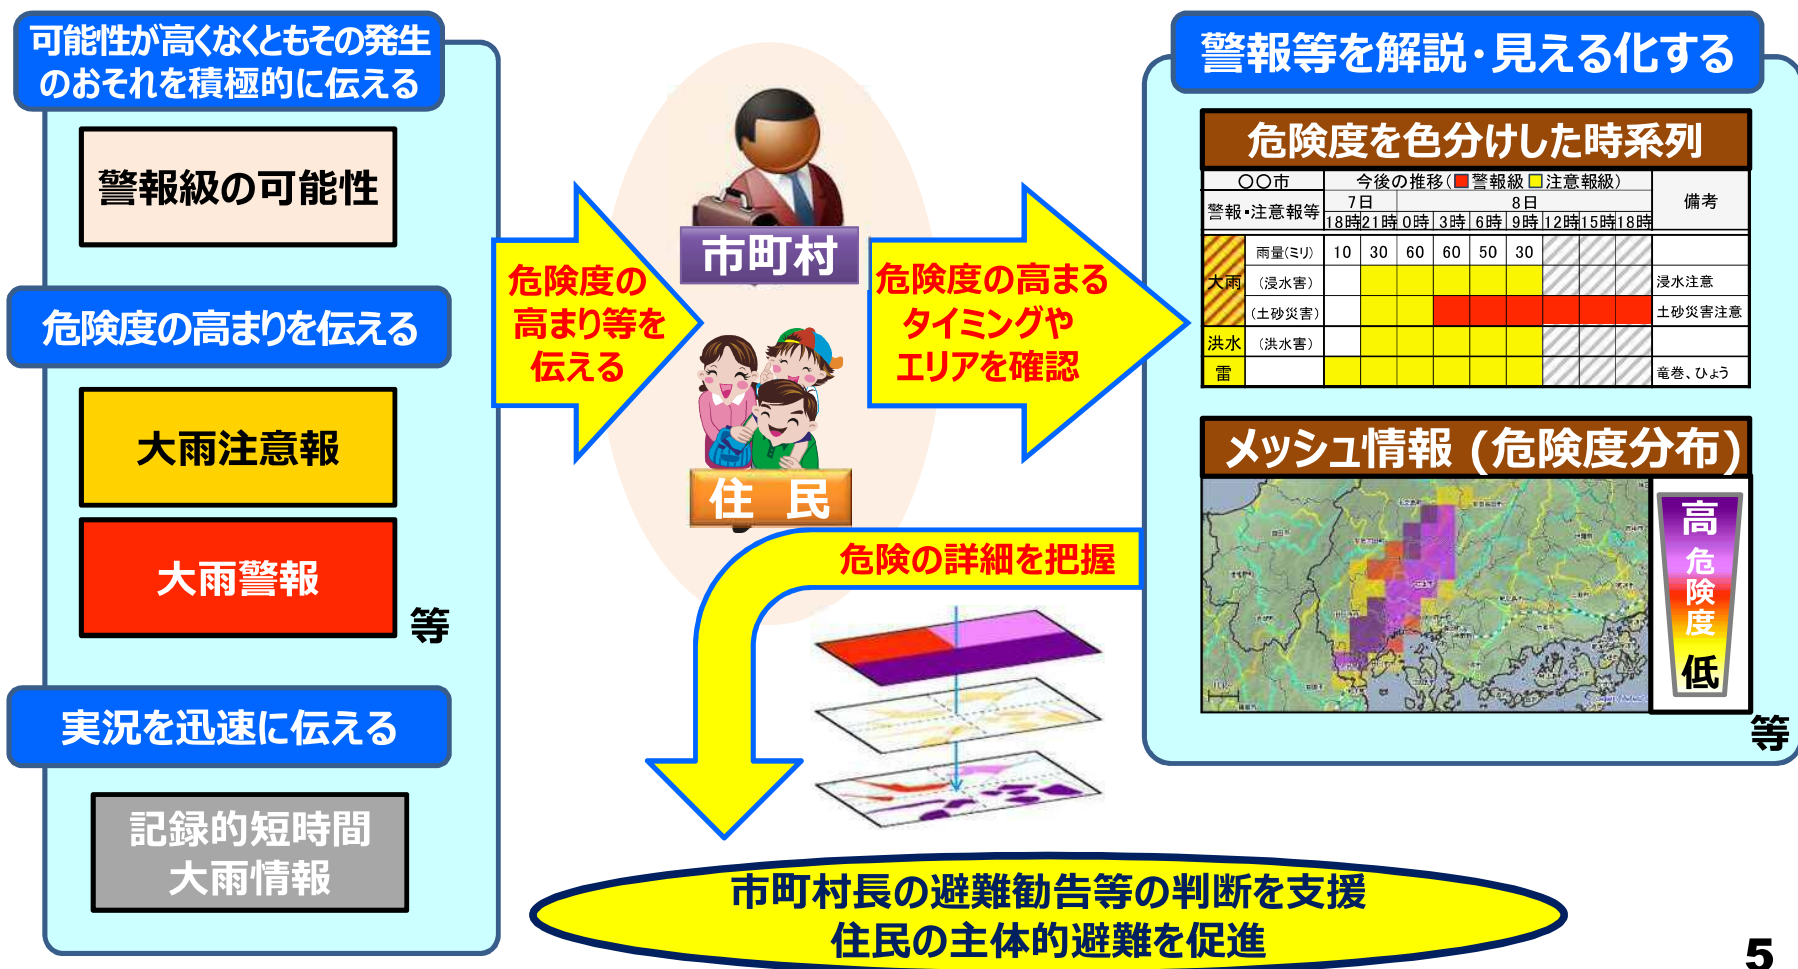 可能性が高くなくともその発生
のおそれを積極的に伝える
警報級の可能性
危険度の高まりを伝える
大雨注意報
大雨警報
等
実況を迅速に伝える
記録的短時間
大雨情報
危険度の
高まり等を
伝える
市町村
住 民
危険度の高まる
タイミングや
エリアを確認
警報等を解説・見える化する
危険度を色分けした時系列
〇〇市 今後の推移(■警報級□注意報級) 備考
警報・注意報等 7日 8日
18時 21時 0時 3時 6時 9時 12時 15時 18時
大雨 雨量(ミリ) 10 30 60 60 50 30
(浸水害) 浸水注意
(土砂災害) 土砂災害注意
洪水 (洪水害)
雷 竜巻、ひょう
メッシュ情報 (危険度分布)
高
危険度
低
等
危険の詳細を把握
市町村長の避難勧告等の判断を支援
住民の主体的避難を促進
5